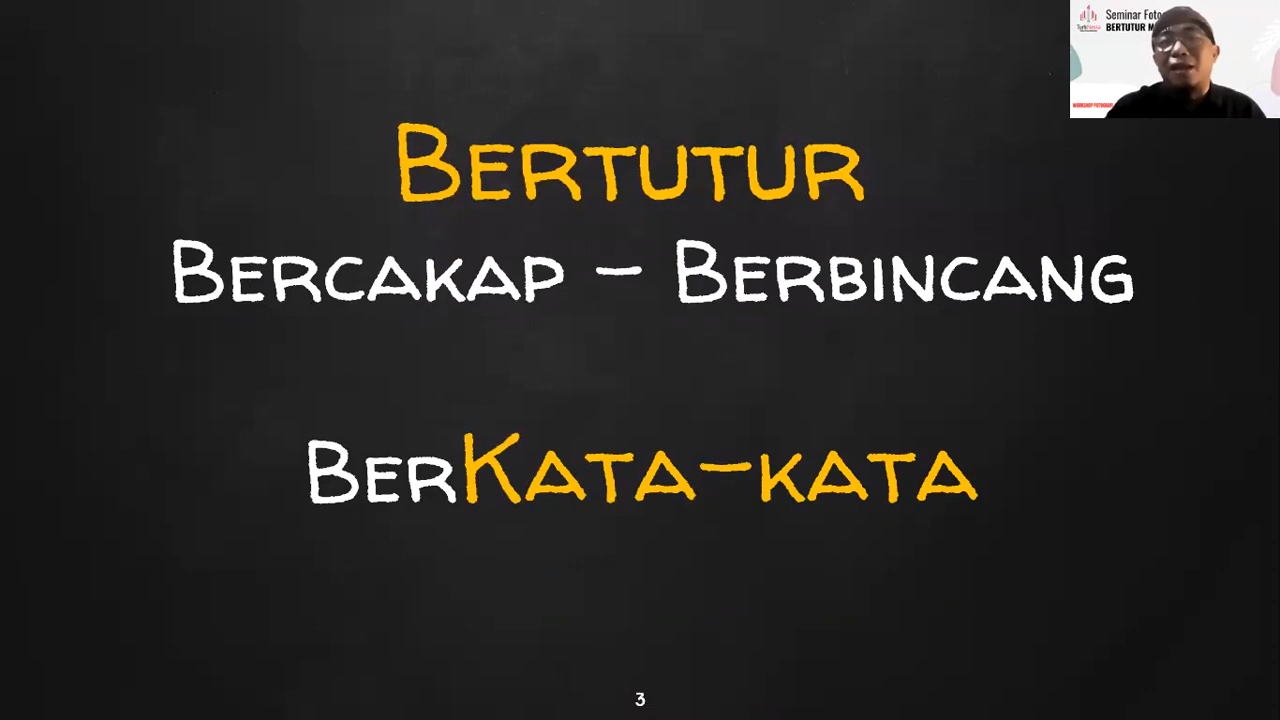 Bertutur
Bercakap – Berbincang
BerKata-kata
3
Seminar Foto
BERTUTUR M